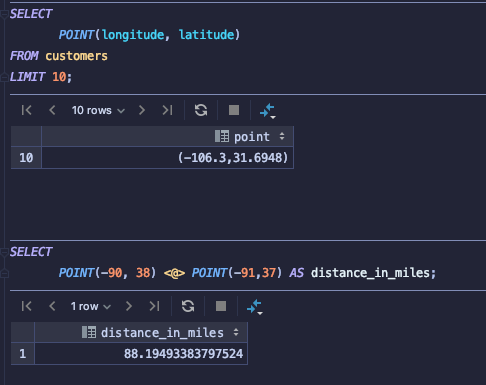 SELECT
POINT(longitude, latitude)
FROM customers
LIMIT 10;
10 rows
point
10 (-106.3,31.6948)
SELECT
POINT(-90, 38) <@> POINT(-91,37) AS distance_in_miles;
1 row
distance_in_miles
1 88.19493383797524